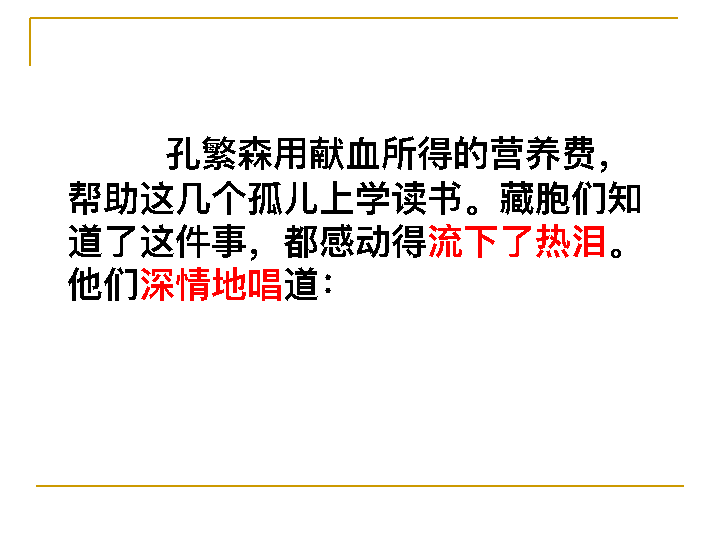 孔繁森用献血所得的营养费，
帮助这几个孤儿上学读书。藏胞们知
道了这件事，都感动得流下了热泪。
他们深情地唱道：